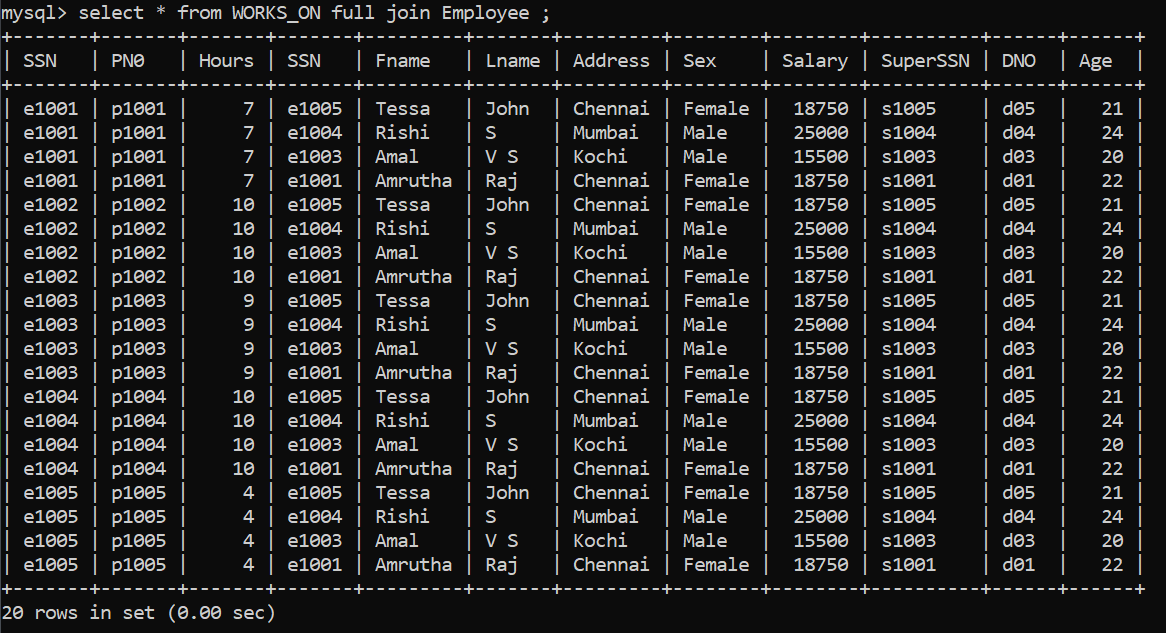 mysql> select * from WORKS_ON full join Employee ;
+-------+-------+-------+-------+---------+-------+---------+--------+--------+----------+------+------+
| SSN   | PN0   | Hours | SSN   | Fname   | Lname | Address | Sex    | Salary | SuperSSN | DNO  | Age  |
+-------+-------+-------+-------+---------+-------+---------+--------+--------+----------+------+------+
| e1001 | p1001 |     7 | e1005 | Tessa   | John  | Chennai | Female |  18750 | s1005    | d05  |   21 |
| e1001 | p1001 |     7 | e1004 | Rishi   | S     | Mumbai  | Male   |  25000 | s1004    | d04  |   24 |
| e1001 | p1001 |     7 | e1003 | Amal    | V S   | Kochi   | Male   |  15500 | s1003    | d03  |   20 |
| e1001 | p1001 |     7 | e1001 | Amrutha | Raj   | Chennai | Female |  18750 | s1001    | d01  |   22 |
| e1002 | p1002 |    10 | e1005 | Tessa   | John  | Chennai | Female |  18750 | s1005    | d05  |   21 |
| e1002 | p1002 |    10 | e1004 | Rishi   | S     | Mumbai  | Male   |  25000 | s1004    | d04  |   24 |
| e1002 | p1002 |    10 | e1003 | Amal    | V S   | Kochi   | Male   |  15500 | s1003    | d03  |   20 |
| e1002 | p1002 |    10 | e1001 | Amrutha | Raj   | Chennai | Female |  18750 | s1001    | d01  |   22 |
| e1003 | p1003 |     9 | e1005 | Tessa   | John  | Chennai | Female |  18750 | s1005    | d05  |   21 |
| e1003 | p1003 |     9 | e1004 | Rishi   | S     | Mumbai  | Male   |  25000 | s1004    | d04  |   24 |
| e1003 | p1003 |     9 | e1003 | Amal    | V S   | Kochi   | Male   |  15500 | s1003    | d03  |   20 |
| e1003 | p1003 |     9 | e1001 | Amrutha | Raj   | Chennai | Female |  18750 | s1001    | d01  |   22 |
| e1004 | p1004 |    10 | e1005 | Tessa   | John  | Chennai | Female |  18750 | s1005    | d05  |   21 |
| e1004 | p1004 |    10 | e1004 | Rishi   | S     | Mumbai  | Male   |  25000 | s1004    | d04  |   24 |
| e1004 | p1004 |    10 | e1003 | Amal    | V S   | Kochi   | Male   |  15500 | s1003    | d03  |   20 |
| e1004 | p1004 |    10 | e1001 | Amrutha | Raj   | Chennai | Female |  18750 | s1001    | d01  |   22 |
| e1005 | p1005 |     4 | e1005 | Tessa   | John  | Chennai | Female |  18750 | s1005    | d05  |   21 |
| e1005 | p1005 |     4 | e1004 | Rishi   | S     | Mumbai  | Male   |  25000 | s1004    | d04  |   24 |
| e1005 | p1005 |     4 | e1003 | Amal    | V S   | Kochi   | Male   |  15500 | s1003    | d03  |   20 |
| e1005 | p1005 |     4 | e1001 | Amrutha | Raj   | Chennai | Female |  18750 | s1001    | d01  |   22 |
+-------+-------+-------+-------+---------+-------+---------+--------+--------+----------+------+------+
20 rows in set (0.00 sec)